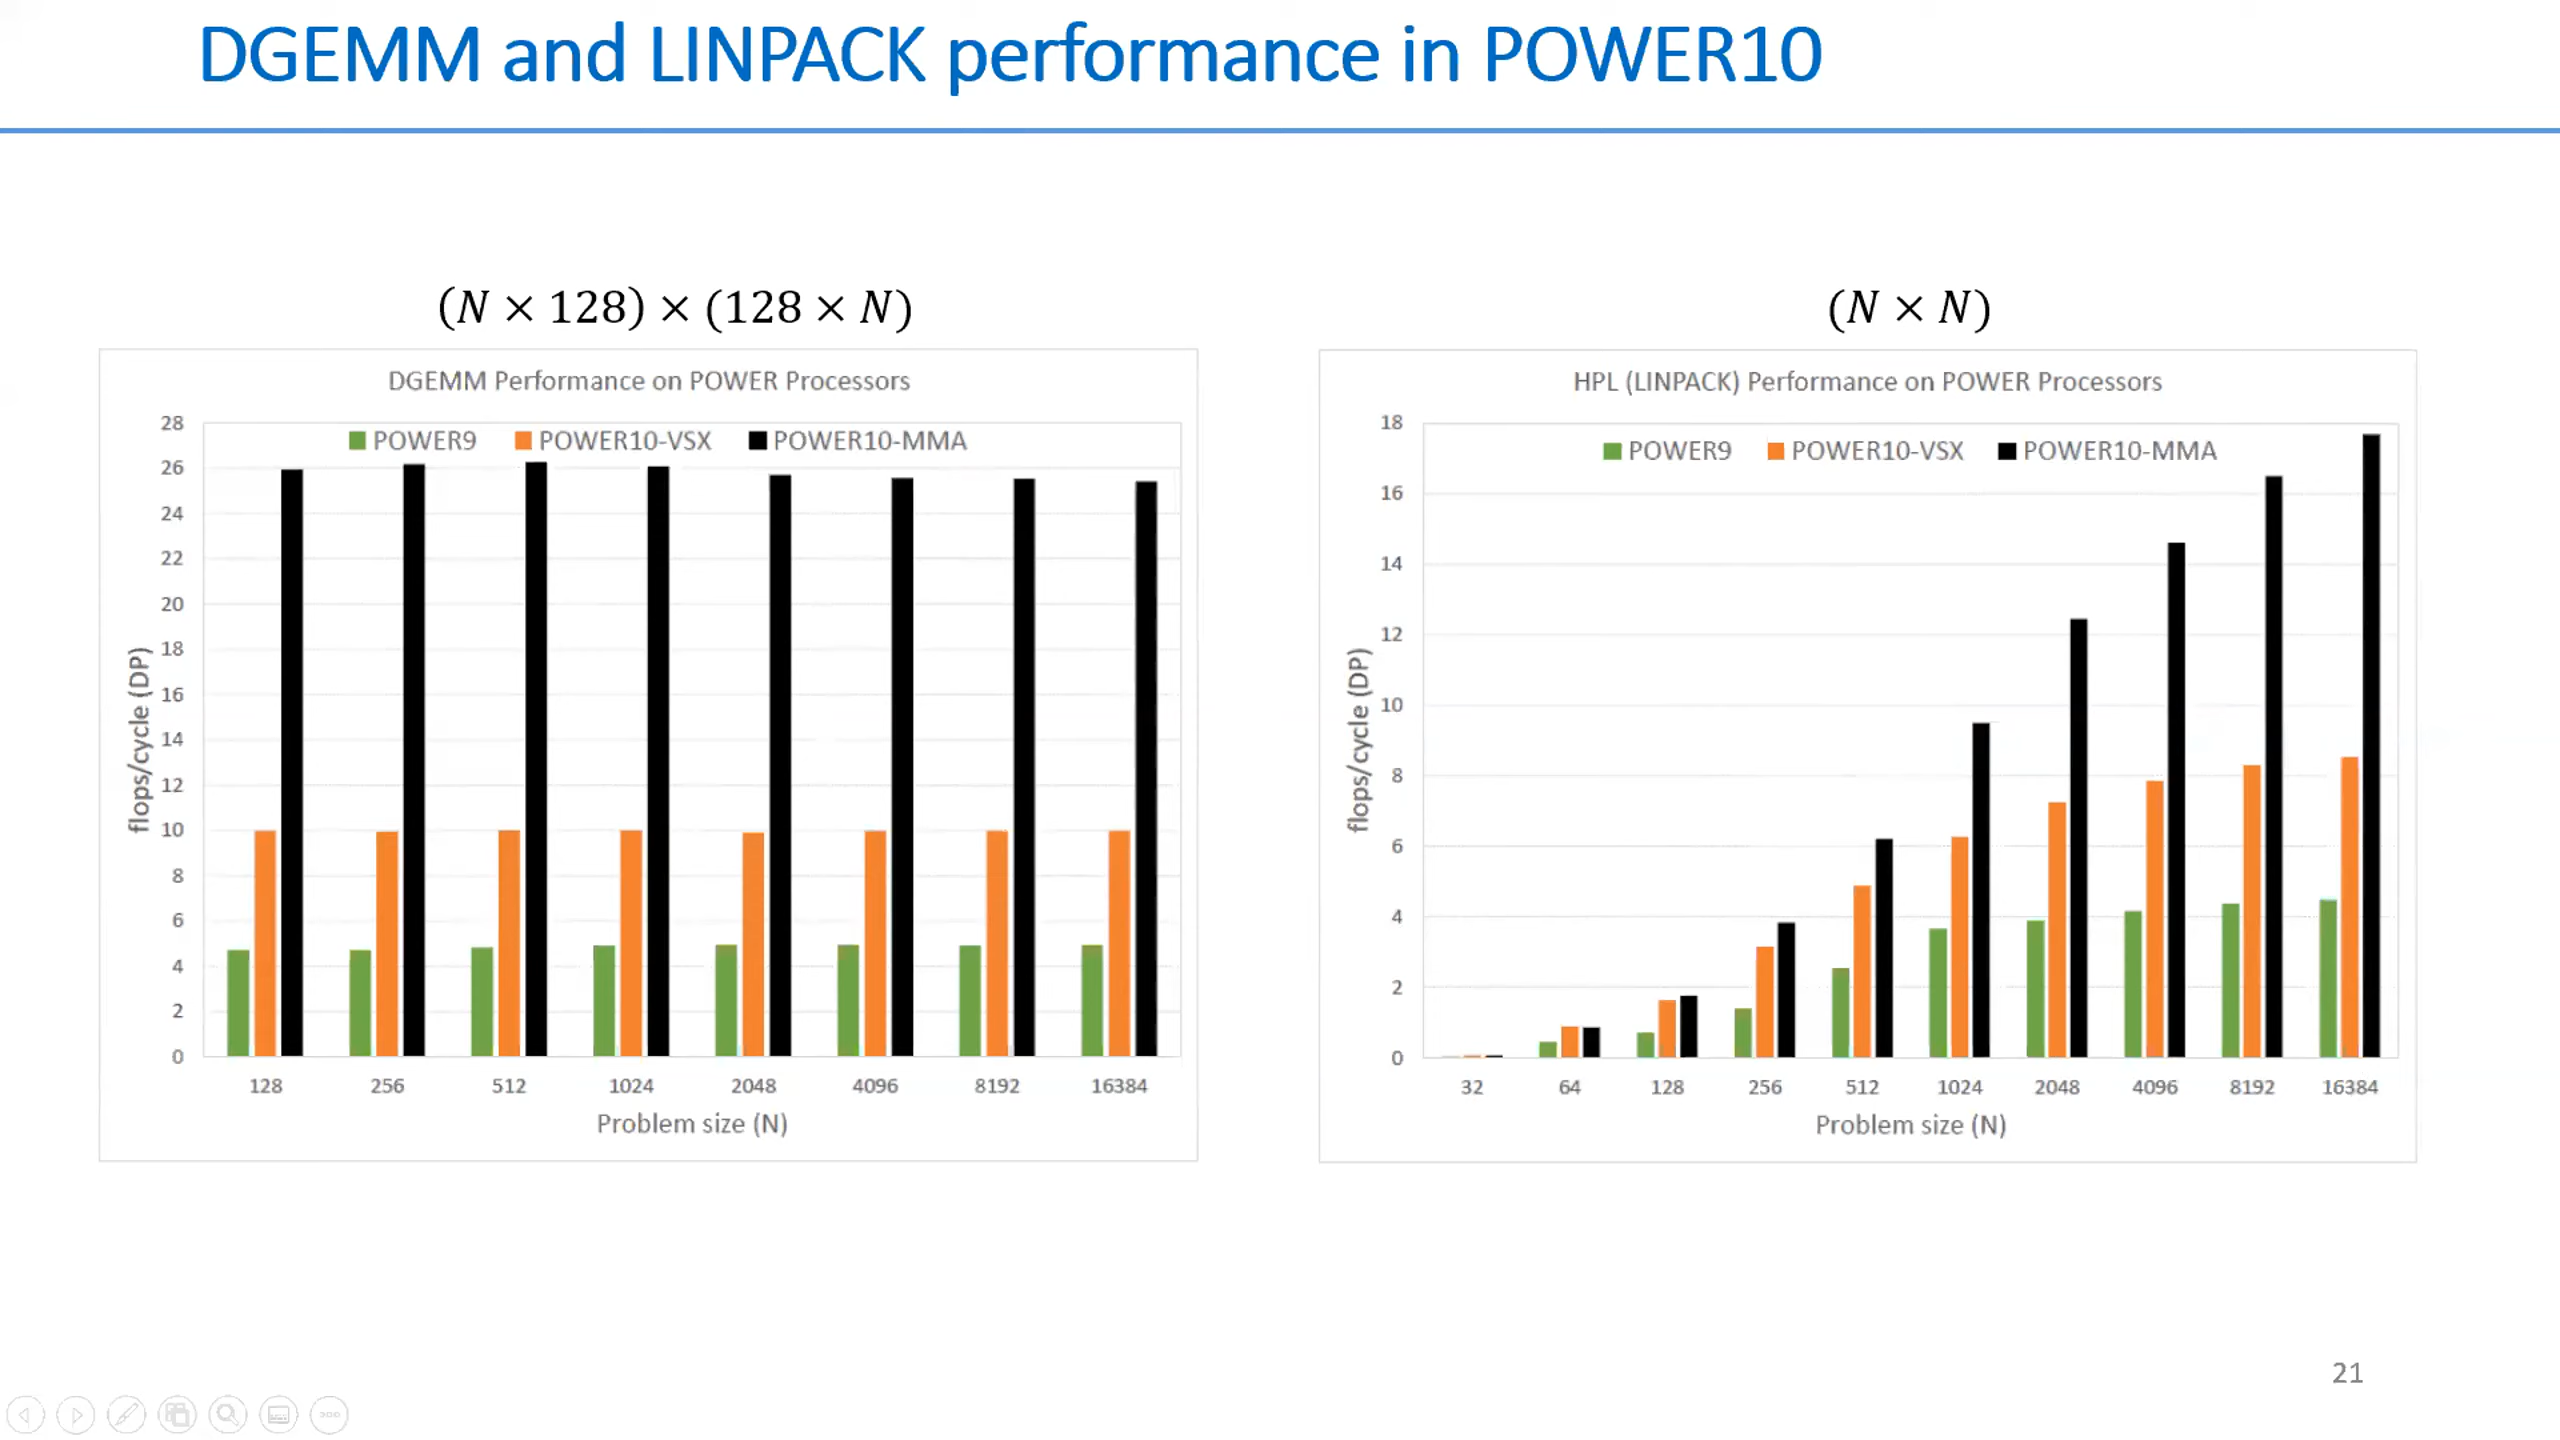 DGEMM and LINPACK performance in POWER10
(N × 128) × (128 × N)
DGEMM Performance on POWER Processors
POWER9 POWER10-VSX POWER10-MMA
28
26
24
22
20
18
16
14
12
10
8
6
4
2
0
flops/cycle (DP)
128 256 512 1024 2048 4096 8192 16384
Problem size (N)
(N × N)
HPL (LINPACK) Performance on POWER Processors
POWER9 POWER10-VSX POWER10-MMA
18
16
14
12
10
8
6
4
2
0
flops/cycle (DP)
32 64 128 256 512 1024 2048 4096 8192 16384
Problem size (N)
21